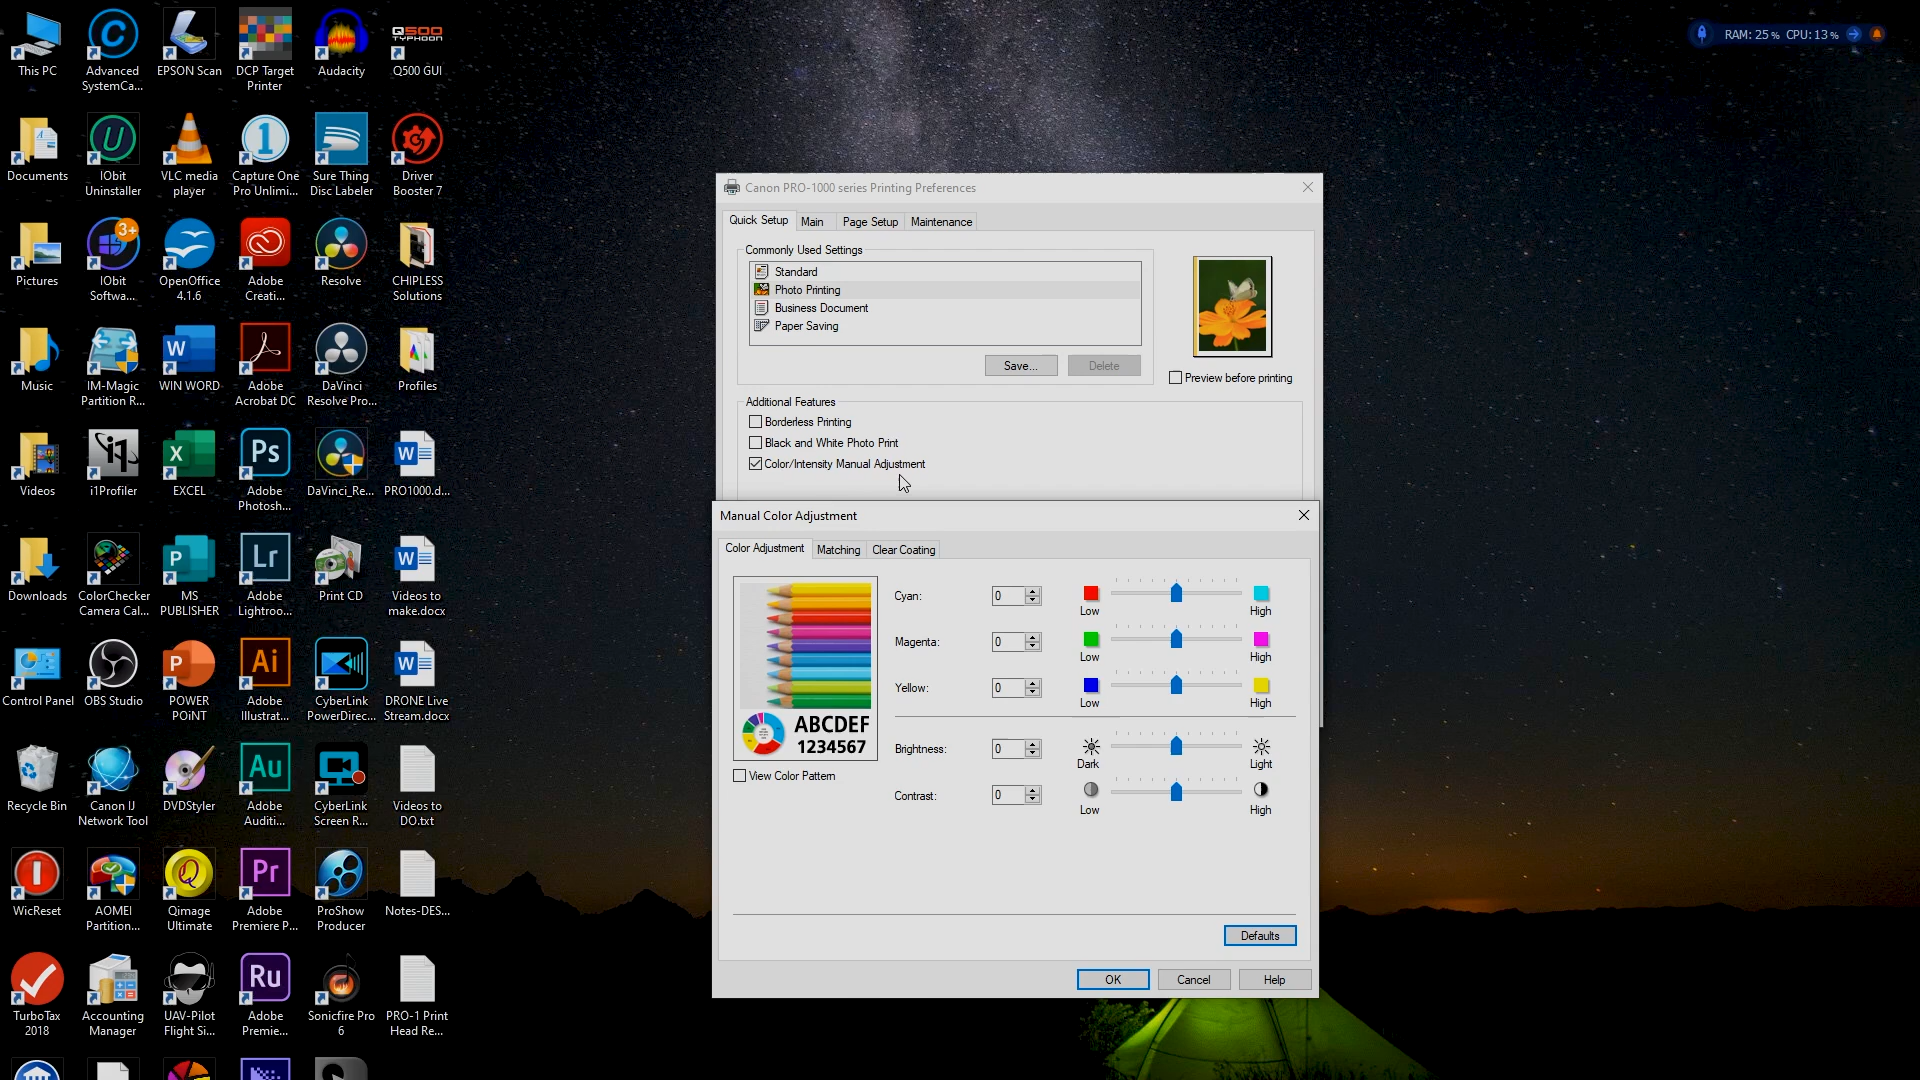 This PC
Advanced
SystemCa...
EPSON Scan
DCP Target
Printer
Audacity
Q500
TYPHOON
Q500 GUI
RAM: 25 % CPU: 13 %
Documents
IObit
Uninstaller
VLC media
player
Capture One
Pro Unlimi...
Sure Thing
Disc Labeler
Driver
Booster 7
Pictures
3+
IObit
Softwa...
OpenOffice
4.1.6
Adobe
Creati...
Resolve
CHIPLESS
Solutions
Music
IM-Magic
Partition R...
WIN WORD
Adobe
Acrobat DC
DaVinci
Resolve Pro...
Profiles
Videos
i1Profiler
EXCEL
Ps
Adobe
Photosh...
DaVinci_Re...
PRO1000.d...
Downloads
ColorChecker
Camera Cal...
MS
PUBLISHER
Lr
Adobe
Lightroo...
Print CD
Videos to
make.docx
Control Panel
OBS Studio
POWER
POiNT
Ai
Adobe
Illustrat...
CyberLink
PowerDirec...
DRONE Live
Stream.docx
Recycle Bin
Canon IJ
Network Tool
DVDStyler
Au
Adobe
Auditi...
CyberLink
Screen R...
Videos to
DO.txt
WicReset
AOMEI
Partition...
Qimage
Ultimate
Pr
Adobe
Premiere P...
ProShow
Producer
Notes-DES...
TurboTax
2018
Accounting
Manager
UAV-Pilot
Flight Si...
Ru
Adobe
Premie...
Sonicfire Pro
6
PRO-1 Print
Head Re...
Canon PRO-1000 series Printing Preferences
Quick Setup
Main
Page Setup
Maintenance
Commonly Used Settings
Standard
Photo Printing
Business Document
Paper Saving
Save...
Delete
Preview before printing
Additional Features
Borderless Printing
Black and White Photo Print
Color/Intensity Manual Adjustment
Manual Color Adjustment
Color Adjustment
Matching
Clear Coating
Cyan:
0
Low
High
Magenta:
0
Low
High
Yellow:
0
Low
High
ABCDEF
1234567
View Color Pattern
Brightness:
0
Dark
Light
Contrast:
0
Low
High
Defaults
OK
Cancel
Help